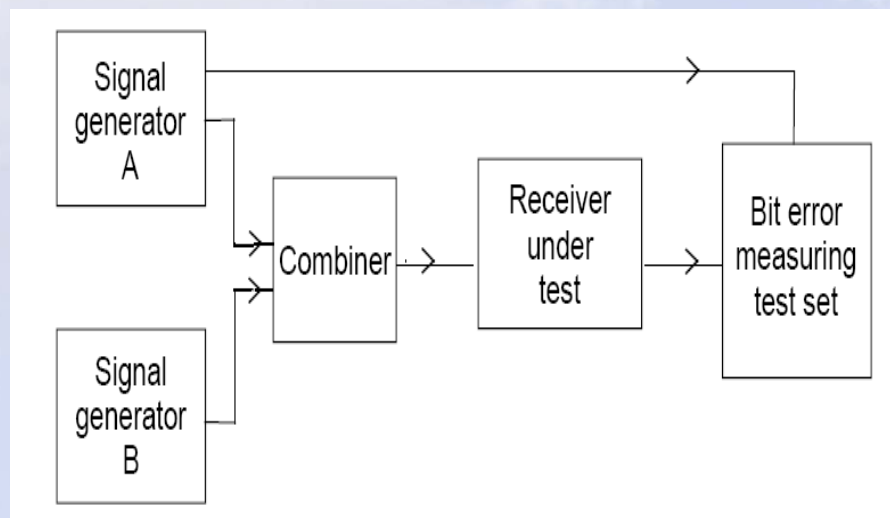 Signal
generator
A
Combiner
Receiver
under
test
Bit error
measuring
test set
Signal
generator
B